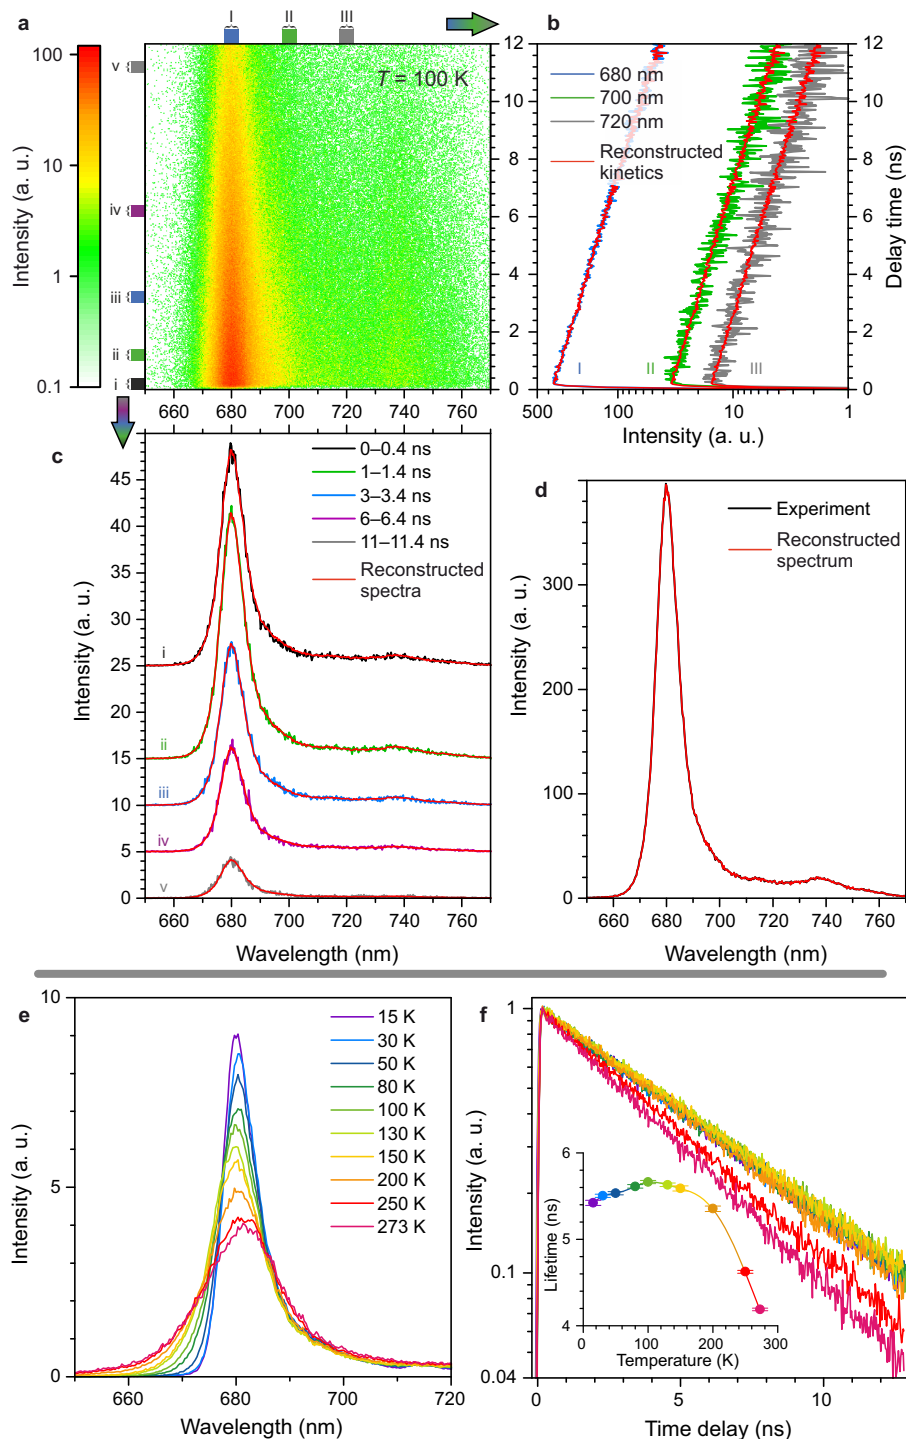 a
I
II
III
b
100
10
1
0.1
Intensity (a. u.)
v
iv
iii
ii
i
T = 100 K
660
680
700
720
740
760
680 nm
700 nm
720 nm
Reconstructed
kinetics
I
II
III
12
10
8
6
4
2
0
12
10
8
6
4
2
0
Delay time (ns)
500
100
10
1
Intensity (a. u.)
c
0–0.4 ns
1–1.4 ns
3–3.4 ns
6–6.4 ns
11–11.4 ns
Reconstructed
spectra
i
ii
iii
iv
v
45
40
35
30
25
20
15
10
5
0
Intensity (a. u.)
660
680
700
720
740
760
Wavelength (nm)
d
Experiment
Reconstructed
spectrum
300
200
100
0
Intensity (a. u.)
660
680
700
720
740
760
Wavelength (nm)
e
15 K
30 K
50 K
80 K
100 K
130 K
150 K
200 K
250 K
273 K
10
5
0
Intensity (a. u.)
660
680
700
720
Wavelength (nm)
f
1
0.1
0.04
Intensity (a. u.)
6
5
4
Lifetime (ns)
0
100
200
300
Temperature (K)
0
5
10
Time delay (ns)